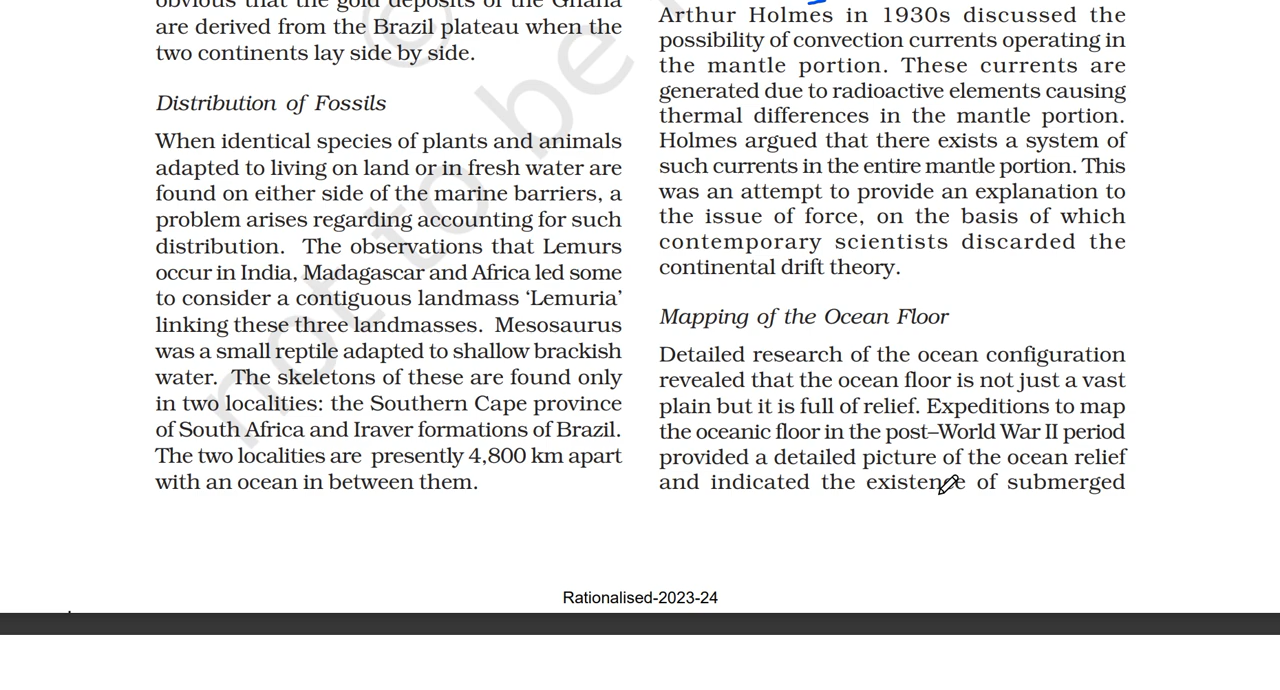 obvious that the gold deposits of the Ghana
are derived from the Brazil plateau when the
two continents lay side by side.
Distribution of Fossils
When identical species of plants and animals
adapted to living on land or in fresh water are
found on either side of the marine barriers, a
problem arises regarding accounting for such
distribution. The observations that Lemurs
occur in India, Madagascar and Africa led some
to consider a contiguous landmass ‘Lemuria’
linking these three landmasses. Mesosaurus
was a small reptile adapted to shallow brackish
water. The skeletons of these are found only
in two localities: the Southern Cape province
of South Africa and Iraver formations of Brazil.
The two localities are presently 4,800 km apart
with an ocean in between them.
Arthur Holmes in 1930s discussed the
possibility of convection currents operating in
the mantle portion. These currents are
generated due to radioactive elements causing
thermal differences in the mantle portion.
Holmes argued that there exists a system of
such currents in the entire mantle portion. This
was an attempt to provide an explanation to
the issue of force, on the basis of which
contemporary scientists discarded the
continental drift theory.
Mapping of the Ocean Floor
Detailed research of the ocean configuration
revealed that the ocean floor is not just a vast
plain but it is full of relief. Expeditions to map
the oceanic floor in the post–World War II period
provided a detailed picture of the ocean relief
and indicated the existence of submerged
Rationalised-2023-24
©
not to be